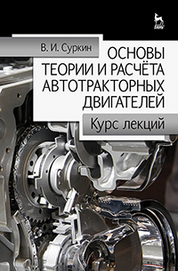 В. И. Суркин
ОСНОВЫ
ТЕОРИИ И РАСЧЁТА
АВТОТРАКТОРНЫХ
ДВИГАТЕЛЕЙ
Курс лекций